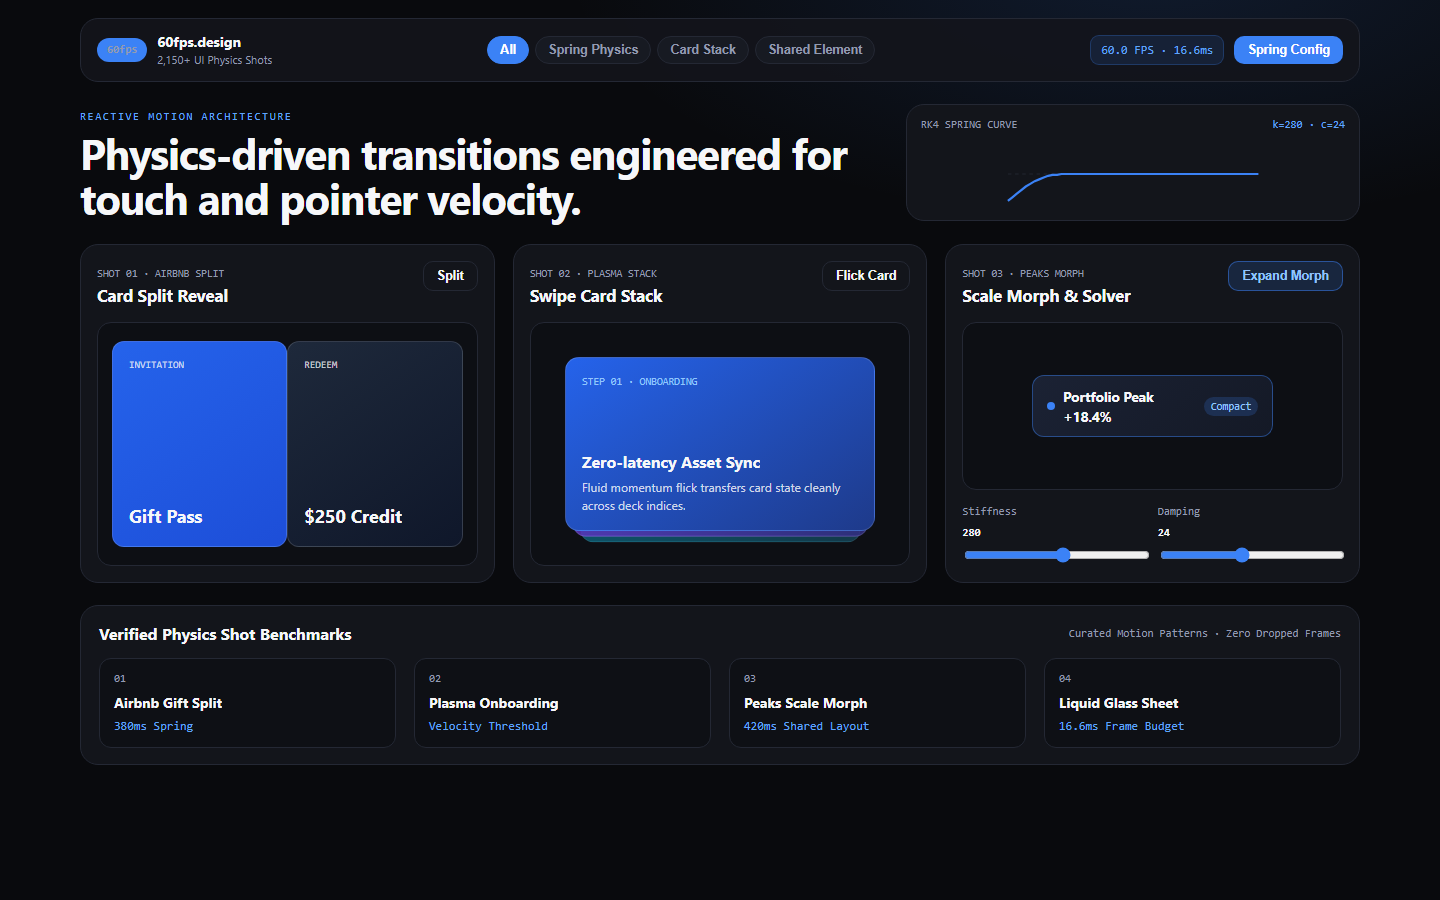 60fps
60fps.design
2,150+ UI Physics Shots
All
Spring Physics
Card Stack
Shared Element
60.0 FPS · 16.6ms
Spring Config
REACTIVE MOTION ARCHITECTURE
Physics-driven transitions engineered for
touch and pointer velocity.
RK4 SPRING CURVE
k=280 · c=24
SHOT 01 · AIRBNB SPLIT
Card Split Reveal
Split
INVITATION
Gift Pass
REDEEM
$250 Credit
SHOT 02 · PLASMA STACK
Swipe Card Stack
Flick Card
STEP 01 · ONBOARDING
Zero-latency Asset Sync
Fluid momentum flick transfers card state cleanly
across deck indices.
SHOT 03 · PEAKS MORPH
Scale Morph & Solver
Expand Morph
Portfolio Peak
+18.4%
Compact
Stiffness
280
Damping
24
Verified Physics Shot Benchmarks
Curated Motion Patterns · Zero Dropped Frames
01
Airbnb Gift Split
380ms Spring
02
Plasma Onboarding
Velocity Threshold
03
Peaks Scale Morph
420ms Shared Layout
04
Liquid Glass Sheet
16.6ms Frame Budget